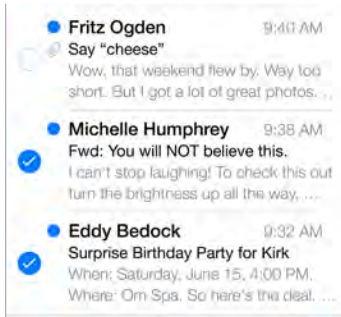 Fritz Ogden 9:40 AM
Say “cheese”
Wow, that weekend flew by. Way too
short. But I got a lot of great photos. ...
Michelle Humphrey 9:38 AM
Fwd: You will NOT believe this.
I can't stop laughing! To check this out
turn the brightness up all the way, ...
Eddy Bedock 9:32 AM
Surprise Birthday Party for Kirk
When: Saturday, June 15, 4:00 PM.
Where: Om Spa. So here's the deal. ...